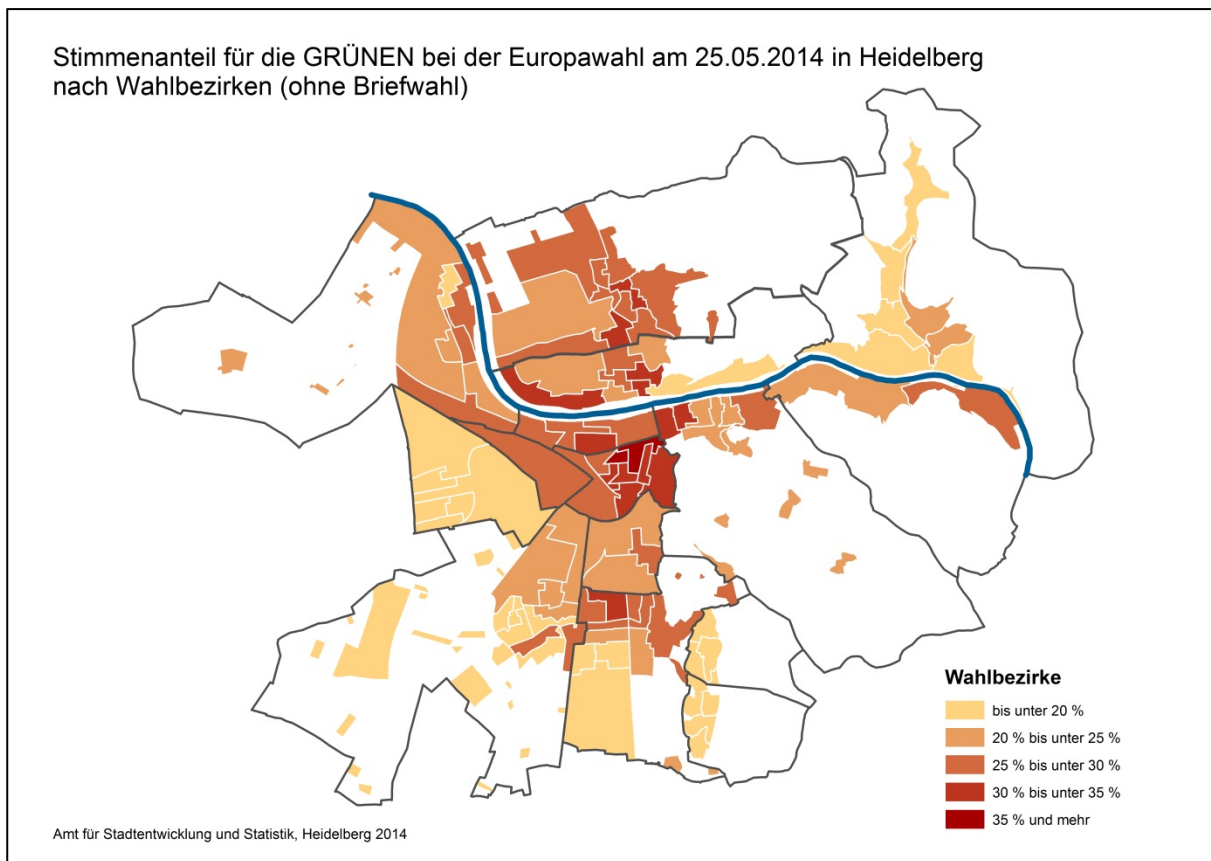 Stimmenanteil für die GRÜNEN bei der Europawahl am 25.05.2014 in Heidelberg
nach Wahlbezirken (ohne Briefwahl)
Wahlbezirke
bis unter 20 %
20 % bis unter 25 %
25 % bis unter 30 %
30 % bis unter 35 %
35 % und mehr
Amt für Stadtentwicklung und Statistik, Heidelberg 2014